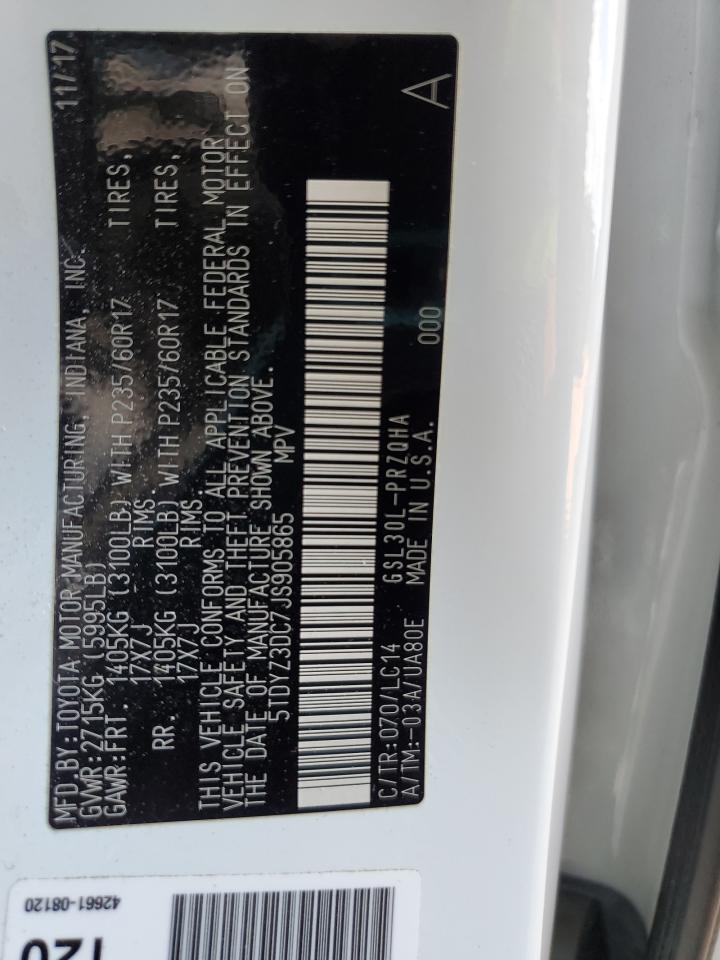 MFD.BY:TOYOTA MOTOR MANUFACTURING, INDIANA, INC. 11/17
GVWR:2715KG (5995LB)
GAWR:FRT. 1405KG (3100LB) WITH P235/60R17 TIRES,
17X7J RIMS
RR. 1405KG (3100LB) WITH P235/60R17 TIRES,
17X7J RIMS
THIS VEHICLE CONFORMS TO ALL APPLICABLE FEDERAL MOTOR
VEHICLE SAFETY AND THEFT PREVENTION STANDARDS IN EFFECT ON
THE DATE OF MANUFACTURE SHOWN ABOVE.
5TDYZ3DC7JS905865 MPV
C/TR:070/LC14 GSL30L-PRZQHA
A/TM:-03A/UA80E MADE IN U.S.A. 000 A
42661-08120
120